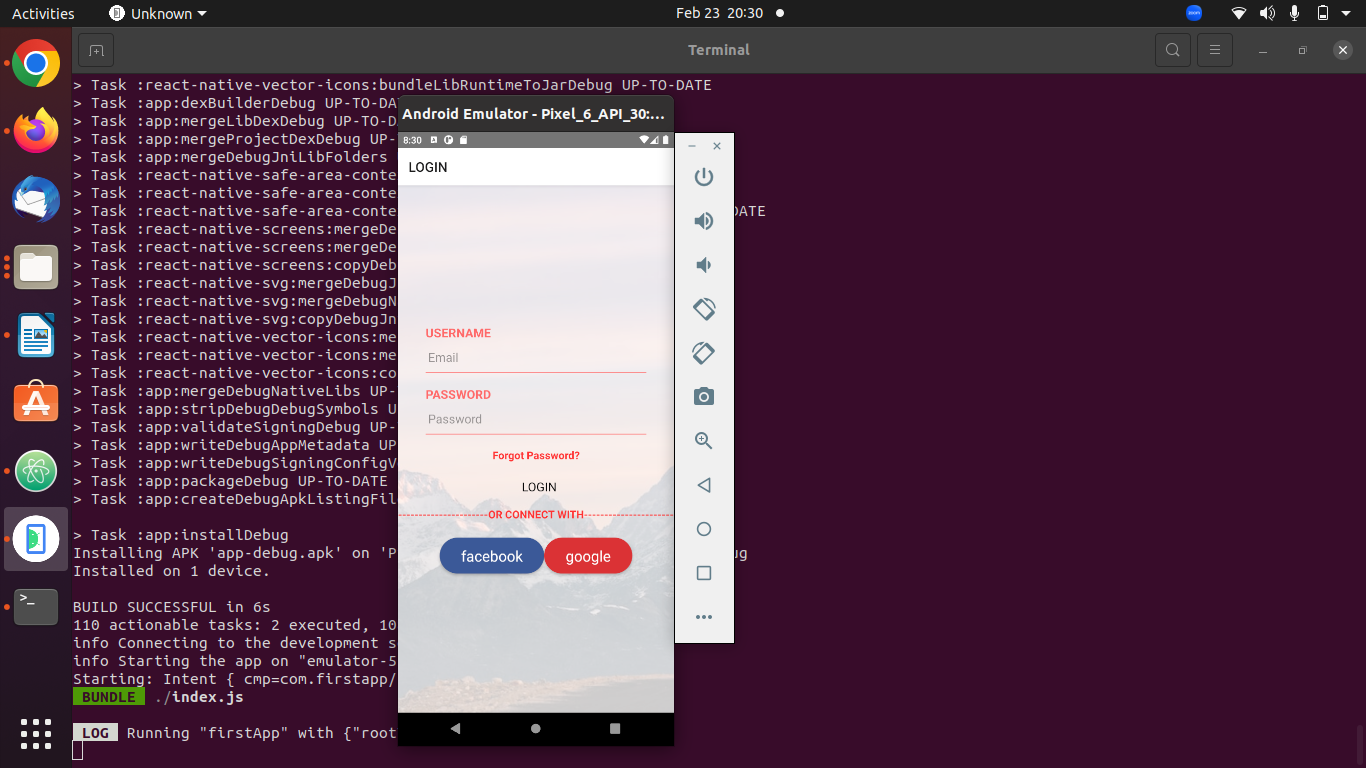 Activities
Unknown
Feb 23 20:30
zoom
Terminal
> Task :react-native-vector-icons:bundleLibRuntimeToJarDebug UP-TO-DATE
> Task :app:dexBuilderDebug UP-TO-DA
> Task :app:mergeLibDexDebug UP-TO-D
> Task :app:mergeProjectDexDebug UP-
> Task :app:mergeDebugJniLibFolders
> Task :react-native-safe-area-conte
> Task :react-native-safe-area-conte
> Task :react-native-safe-area-conte DATE
> Task :react-native-screens:mergeDe
> Task :react-native-screens:mergeDe
> Task :react-native-screens:copyDeb
> Task :react-native-svg:mergeDebugJ
> Task :react-native-svg:mergeDebugN
> Task :react-native-svg:copyDebugJn
> Task :react-native-vector-icons:me
> Task :react-native-vector-icons:me
> Task :react-native-vector-icons:co
> Task :app:mergeDebugNativeLibs UP-
> Task :app:stripDebugDebugSymbols U
> Task :app:validateSigningDebug UP-
> Task :app:writeDebugAppMetadata UP
> Task :app:writeDebugSigningConfigV
> Task :app:packageDebug UP-TO-DATE
> Task :app:createDebugApkListingFil
> Task :app:installDebug
Installing APK 'app-debug.apk' on 'P ug
Installed on 1 device.
BUILD SUCCESSFUL in 6s
110 actionable tasks: 2 executed, 10
info Connecting to the development s
info Starting the app on "emulator-5
Starting: Intent { cmp=com.firstapp/
BUNDLE ./index.js
LOG Running "firstApp" with {"root
Android Emulator - Pixel_6_API_30:...
8:30
LOGIN
USERNAME
Email
PASSWORD
Password
Forgot Password?
LOGIN
OR CONNECT WITH
facebook google